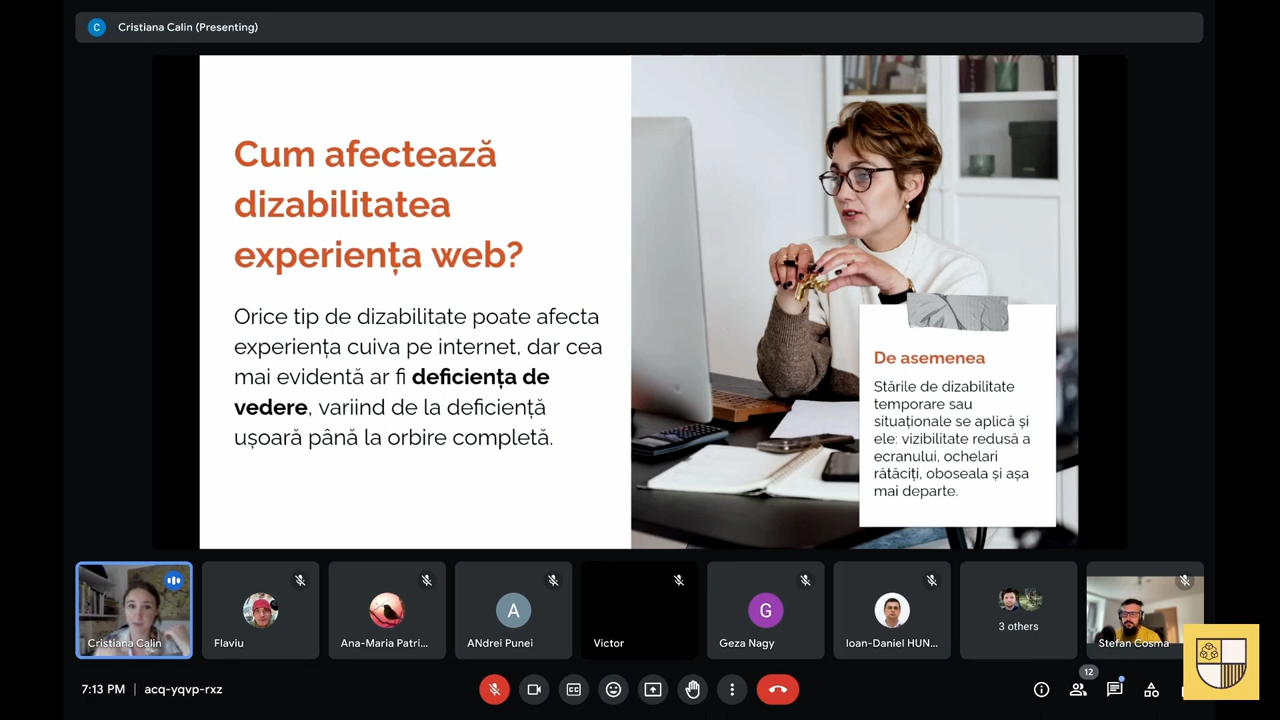 C
Cristiana Calin (Presenting)
Cum afectează
dizabilitatea
experiența web?
Orice tip de dizabilitate poate afecta
experiența cuiva pe internet, dar cea
mai evidentă ar fi deficiența de
vedere, variind de la deficiență
ușoară până la orbire completă.
De asemenea
Stările de dizabilitate
temporare sau
situaționale se aplică și
ele: vizibilitate redusă a
ecranului, ochelari
rătăciți, oboseala și așa
mai departe.
Cristiana Calin
Flaviu
Ana-Maria Patri...
A
ANdrei Punei
Victor
G
Geza Nagy
Ioan-Daniel HUN...
3 others
Stefan Cosma
7:13 PM | acq-yqvp-rxz
12